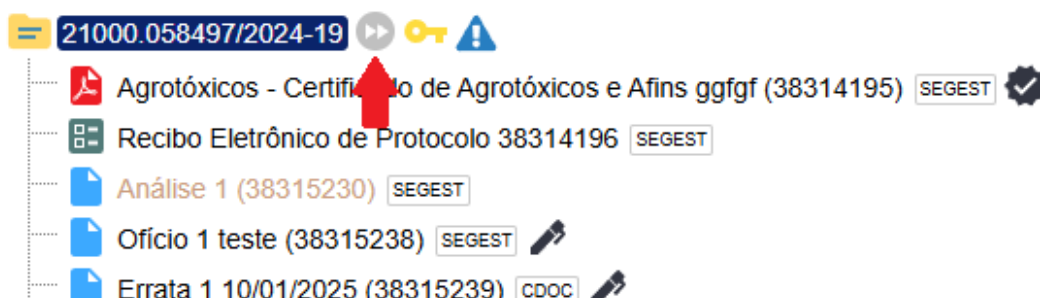 21000.058497/2024-19
Agrotóxicos - Certificado de Agrotóxicos e Afins ggfgf (38314195) SEGEST
Recibo Eletrônico de Protocolo 38314196 SEGEST
Análise 1 (38315230) SEGEST
Ofício 1 teste (38315238) SEGEST
Errata 1 10/01/2025 (38315239) CDOC